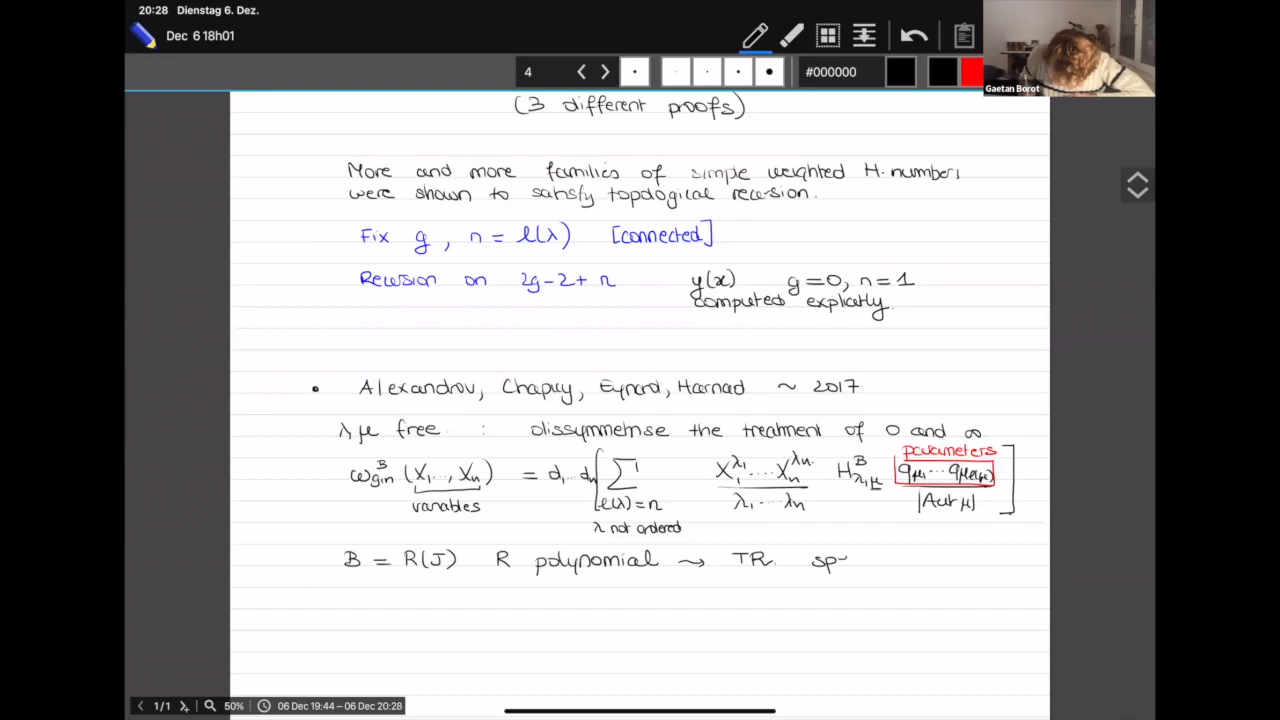 20:28 Dienstag 6. Dez.
Dec 6 18h01
4
#000000
Gaetan Borot
(3 different proofs)
More and more families of simple weighted H. numbers
were shown to satisfy topological recursion.
Fix g, n = ℓ(λ) [connected]
Recursion on 2g-2+n y(x) g=0, n=1
computed explicitly.
• Alexandrov, Chapuy, Eynard, Harnad ~ 2017
λ μ free : dissymetrise the treatment of 0 and ∞
parameters
ω_{g,n}^B (X_1..., X_n) = d_1...d_n [ Σ X_1^{λ_1}....X_n^{λ_n} / λ_1....λ_n H_{λ,μ}^B q_{μ_1}...q_{μ_{ℓ(μ)}} / |Aut μ| ]
variables ℓ(λ)=n
λ not ordered
B = R(J) R polynomial ⇝ TR. sp
1/1 50% 06 Dec 19:44 – 06 Dec 20:28